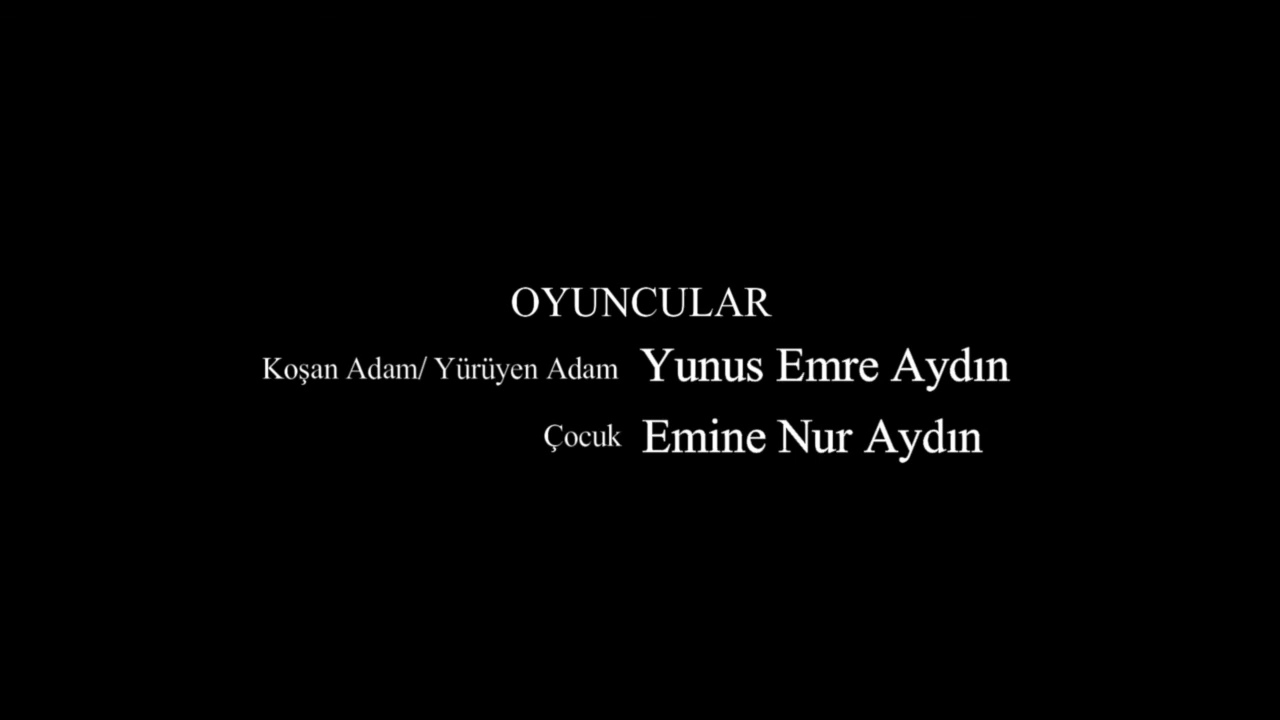 OYUNCULAR
Koşan Adam/ Yürüyen Adam Yunus Emre Aydın
Çocuk Emine Nur Aydın